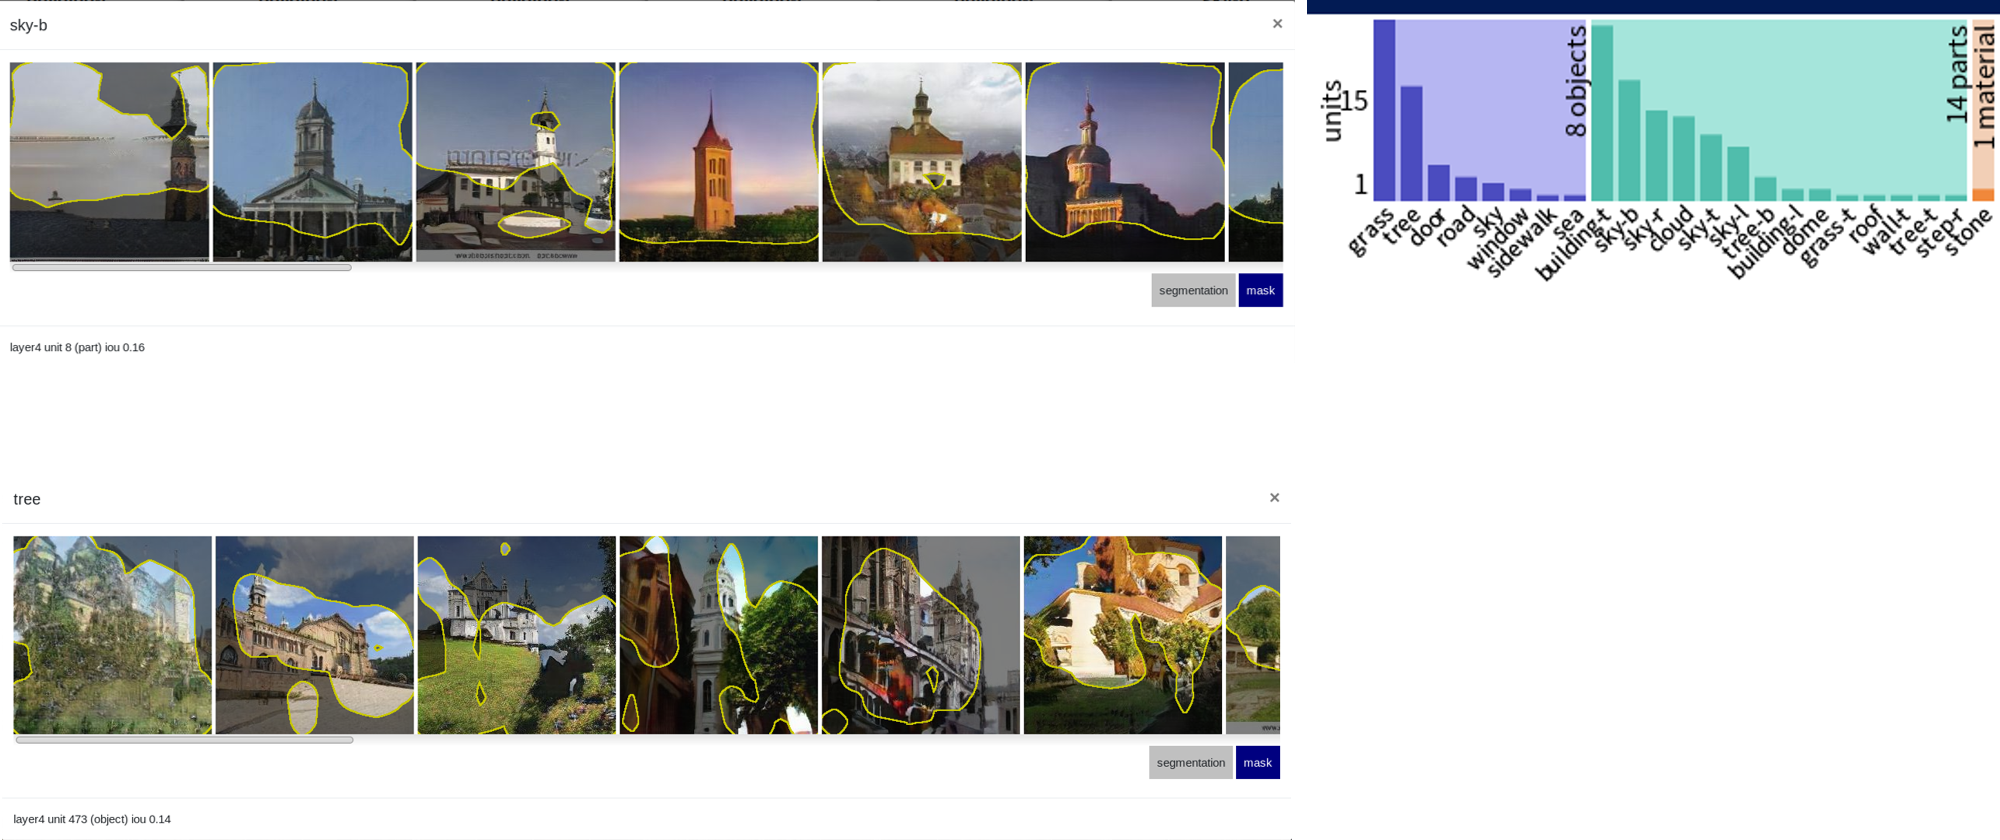 sky-b
×
segmentation
mask
layer4 unit 8 (part) iou 0.16
tree
×
segmentation
mask
layer4 unit 473 (object) iou 0.14
units
15
1
8 objects
14 parts
1 material
grass
tree
door
road
sky
window
sidewalk
sea
building-t
sky-b
sky-r
cloud
sky-t
sky-l
tree-b
building-l
dome
grass-t
roof
wall-t
tree-t
step-r
stone